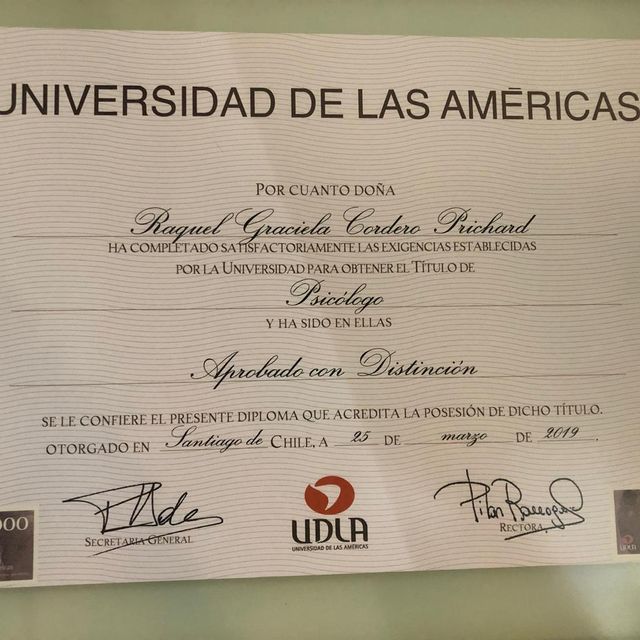 UNIVERSIDAD DE LAS AMÉRICAS
POR CUANTO DOÑA
Raquel Graciela Cordero Prichard
HA COMPLETADO SATISFACTORIAMENTE LAS EXIGENCIAS ESTABLECIDAS
POR LA UNIVERSIDAD PARA OBTENER EL TÍTULO DE
Psicólogo
Y HA SIDO EN ELLAS
Aprobado con Distinción
SE LE CONFIERE EL PRESENTE DIPLOMA QUE ACREDITA LA POSESIÓN DE DICHO TÍTULO.
OTORGADO EN Santiago de CHILE, A 25 DE marzo DE 2019.
SECRETARIA GENERAL
UDLA
UNIVERSIDAD DE LAS AMÉRICAS
Pilar
RECTORA
000
UDLA